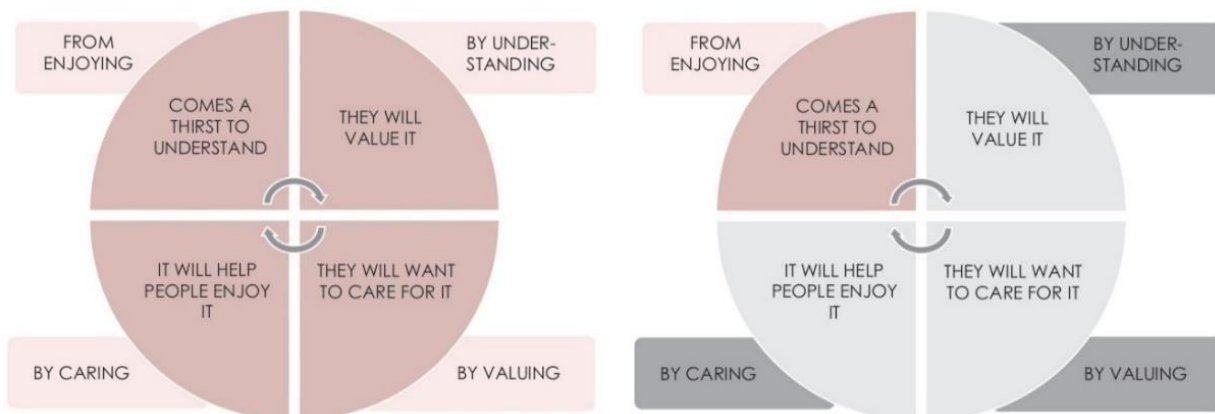 FROM
ENJOYING
COMES A
THIRST TO
UNDERSTAND
BY UNDER-
STANDING
THEY WILL
VALUE IT
IT WILL HELP
PEOPLE ENJOY
IT
THEY WILL WANT
TO CARE FOR IT
BY CARING
BY VALUING
FROM
ENJOYING
COMES A
THIRST TO
UNDERSTAND
BY UNDER-
STANDING
THEY WILL
VALUE IT
IT WILL HELP
PEOPLE ENJOY
IT
THEY WILL WANT
TO CARE FOR IT
BY CARING
BY VALUING